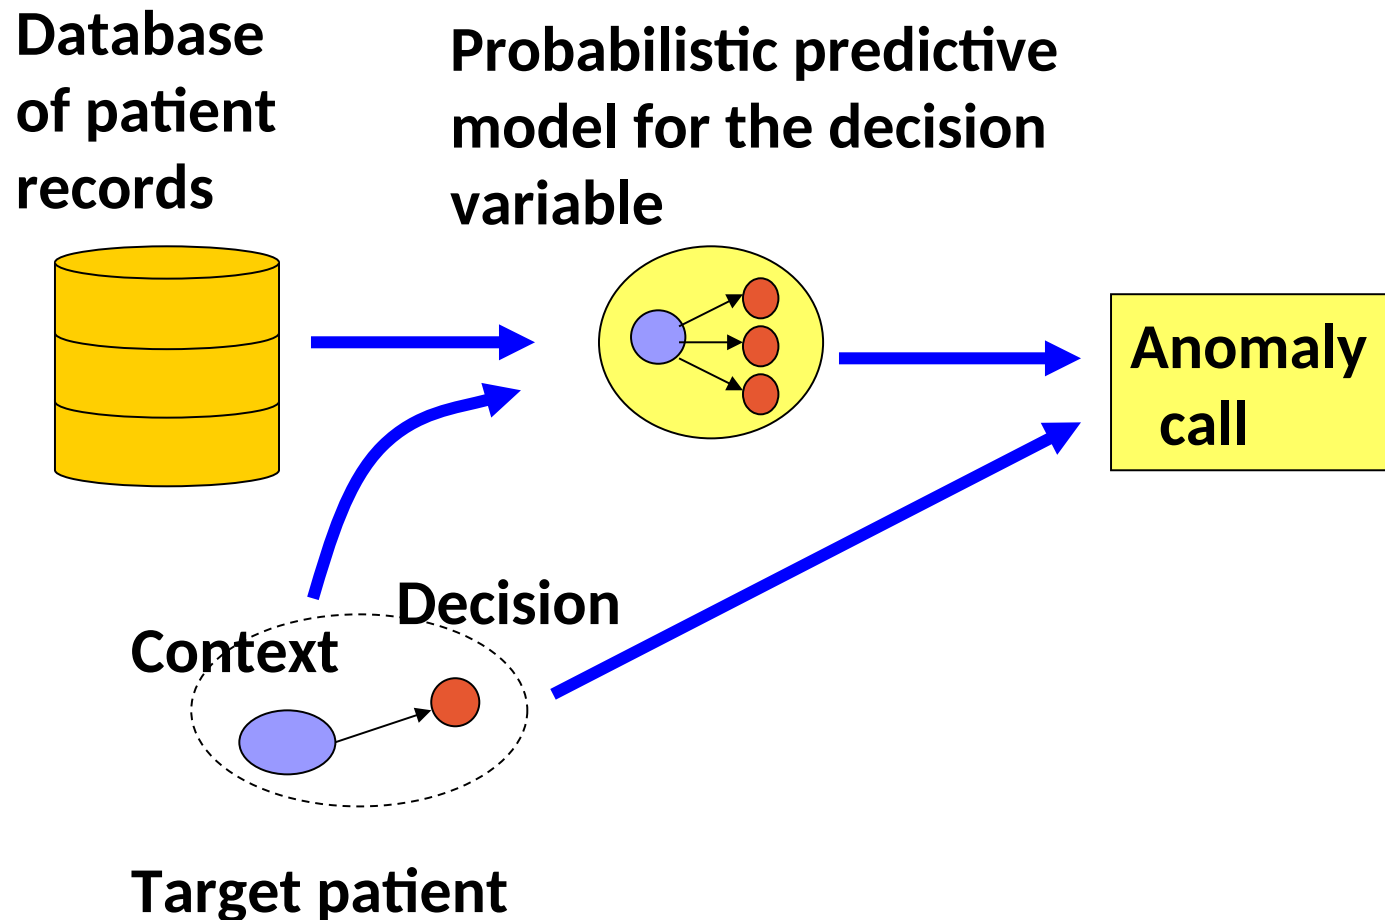 Database
of patient
records
Probabilistic predictive
model for the decision
variable
Anomaly
call
Decision
Context
Target patient